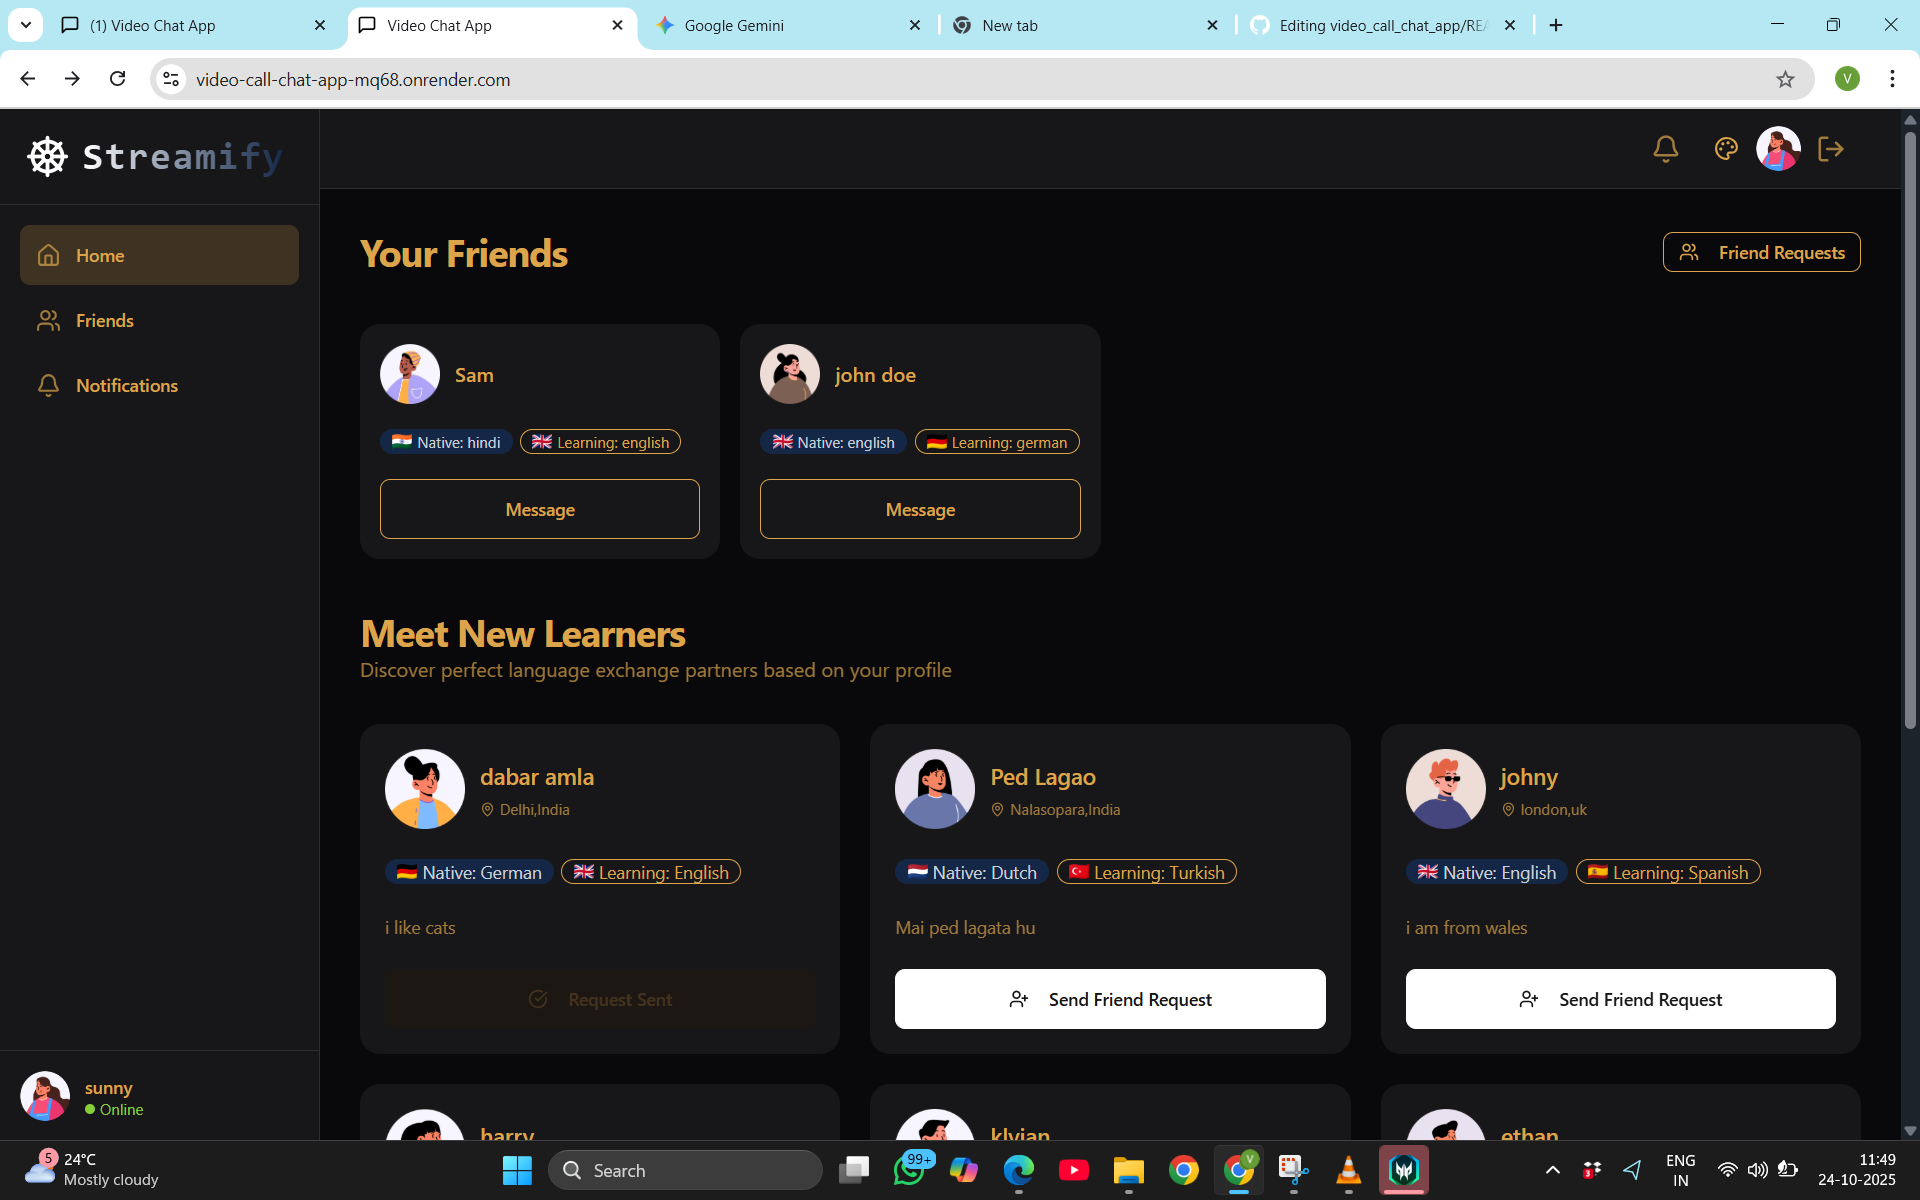 (1) Video Chat App
Video Chat App
Google Gemini
New tab
Editing video_call_chat_app/REA
video-call-chat-app-mq68.onrender.com
V
Streamify
Home
Friends
Notifications
Your Friends
Friend Requests
Sam
Native: hindi
Learning: english
Message
john doe
Native: english
Learning: german
Message
Meet New Learners
Discover perfect language exchange partners based on your profile
dabar amla
Delhi,India
Native: German
Learning: English
i like cats
Request Sent
Ped Lagao
Nalasopara,India
Native: Dutch
Learning: Turkish
Mai ped lagata hu
Send Friend Request
johny
london,uk
Native: English
Learning: Spanish
i am from wales
Send Friend Request
harry
klvian
ethan
sunny
Online
5
24°C
Mostly cloudy
Search
99+
V
3
ENG
IN
11:49
24-10-2025